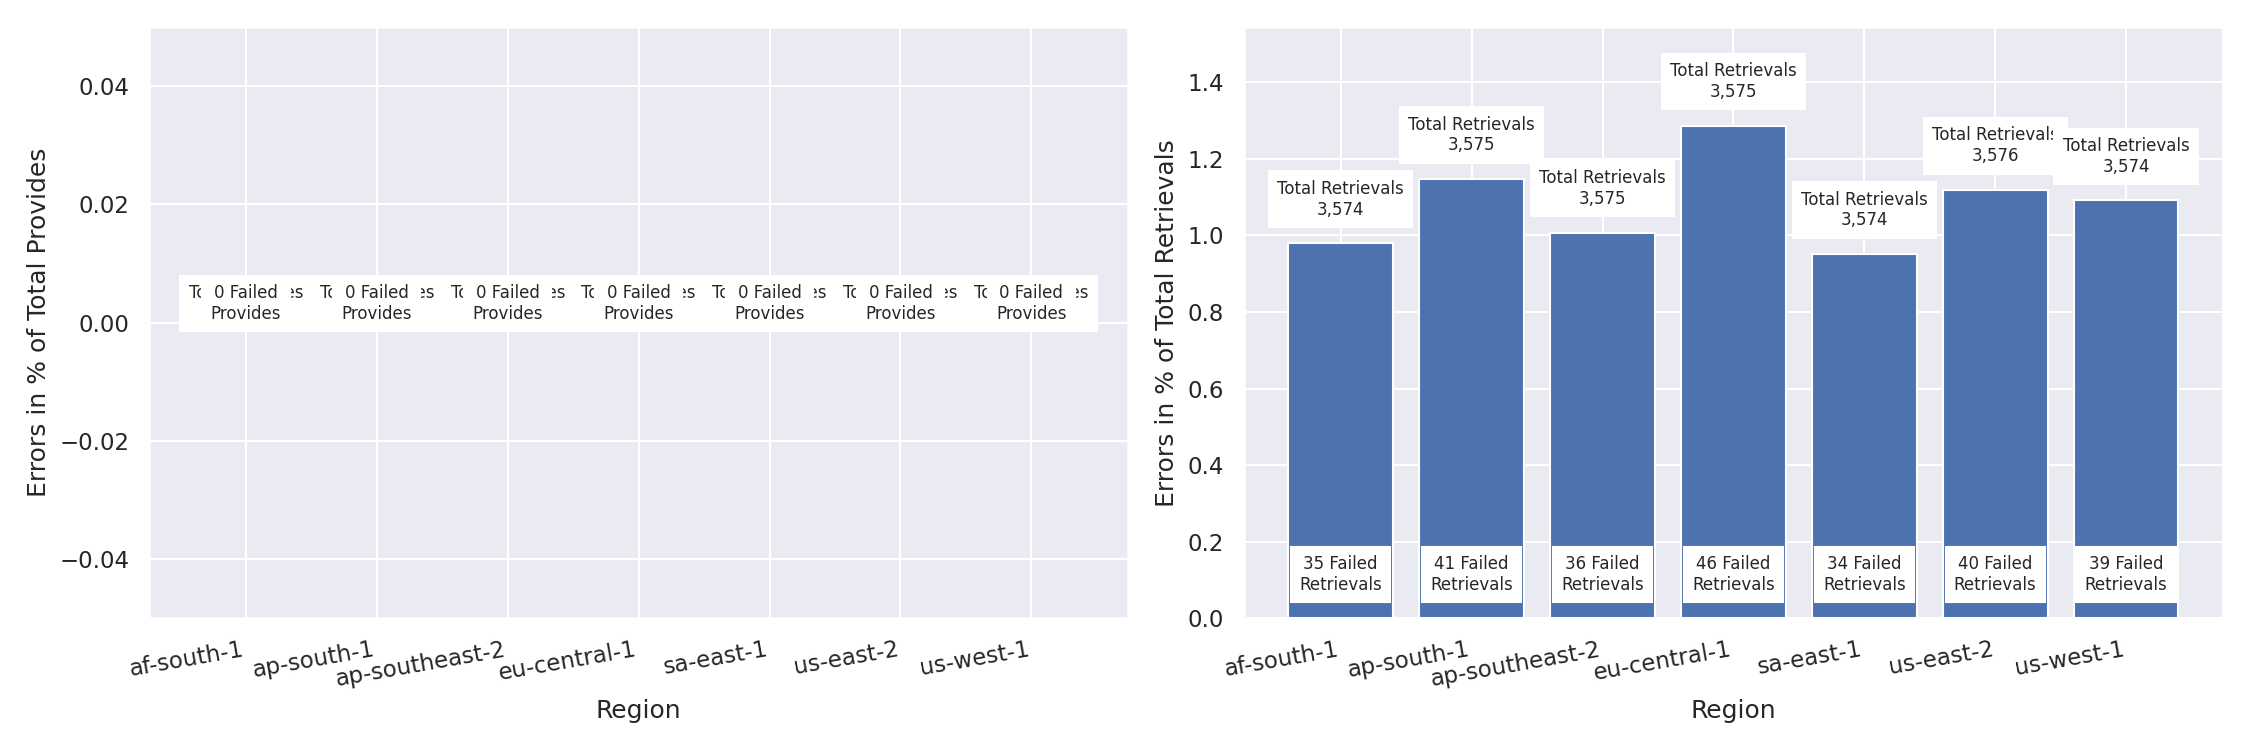 Errors in % of Total Provides
0.04
0.02
0.00
−0.02
−0.04
0 Failed
Provides
0 Failed
Provides
0 Failed
Provides
0 Failed
Provides
0 Failed
Provides
0 Failed
Provides
0 Failed
Provides
af-south-1
ap-south-1
ap-southeast-2
eu-central-1
sa-east-1
us-east-2
us-west-1
Region
Errors in % of Total Retrievals
1.4
1.2
1.0
0.8
0.6
0.4
0.2
0.0
Total Retrievals
3,574
Total Retrievals
3,575
Total Retrievals
3,575
Total Retrievals
3,575
Total Retrievals
3,574
Total Retrievals
3,576
Total Retrievals
3,574
35 Failed
Retrievals
41 Failed
Retrievals
36 Failed
Retrievals
46 Failed
Retrievals
34 Failed
Retrievals
40 Failed
Retrievals
39 Failed
Retrievals
af-south-1
ap-south-1
ap-southeast-2
eu-central-1
sa-east-1
us-east-2
us-west-1
Region